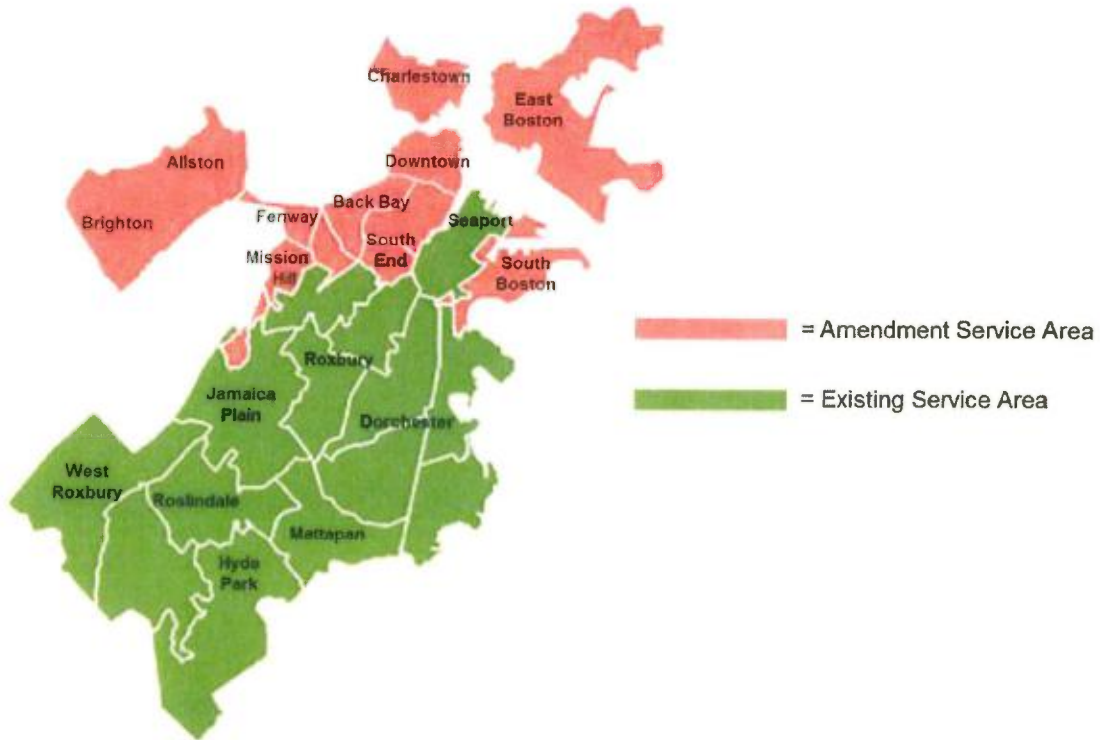 Charlestown
East
Boston
Allston
Downtown
Brighton
Back Bay
Fenway
Seaport
South
End
Mission
Hill
South
Boston
= Amendment Service Area
Roxbury
Jamaica
Plain
= Existing Service Area
Dorchester
West
Roxbury
Roslindale
Mattapan
Hyde
Park